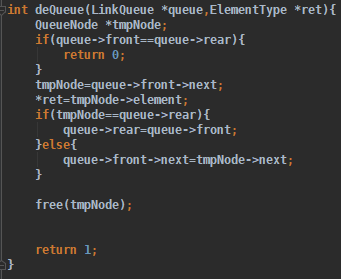 int deQueue(LinkQueue *queue,ElementType *ret){
    QueueNode *tmpNode;
    if(queue->front==queue->rear){
        return 0;
    }
    tmpNode=queue->front->next;
    *ret=tmpNode->element;
    if(tmpNode==queue->rear){
        queue->rear=queue->front;
    }else{
        queue->front->next=tmpNode->next;
    }

    free(tmpNode);


    return 1;
}